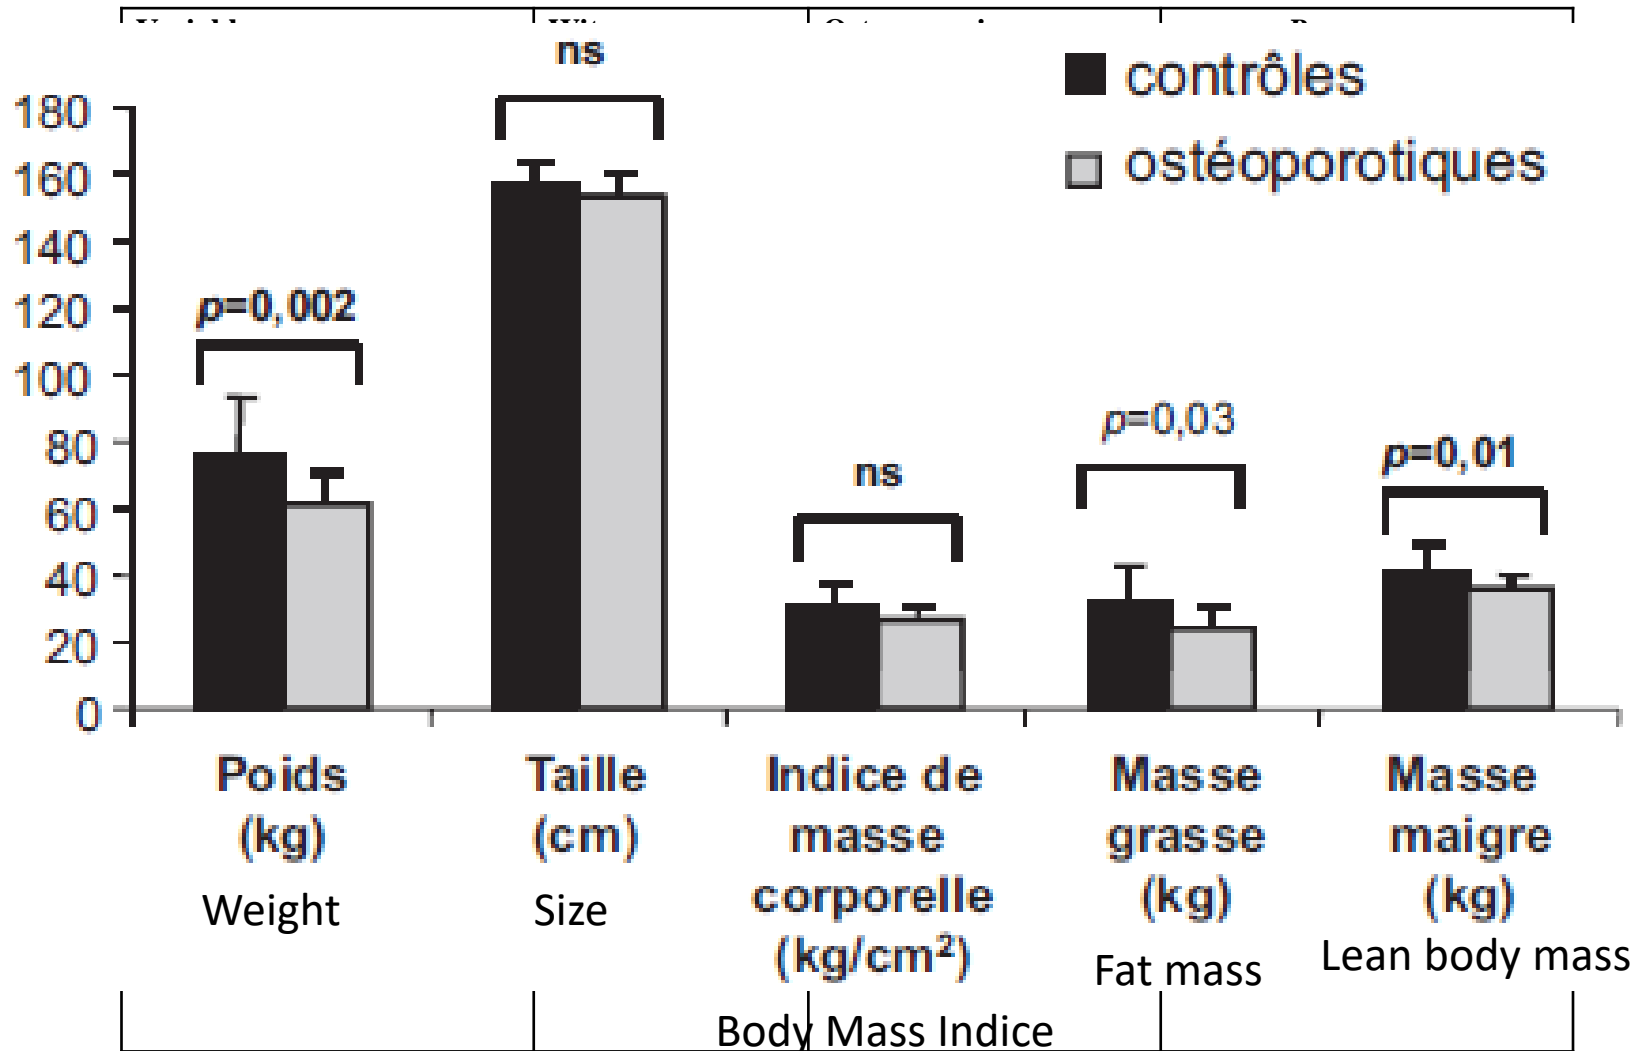 ns
contrôles
ostéoporotiques
180
160
140
120
100
80
60
40
20
0
p=0,002
ns
p=0,03
p=0,01
Poids
(kg)
Weight
Taille
(cm)
Size
Indice de
masse
corporelle
(kg/cm²)
Body Mass Indice
Masse
grasse
(kg)
Fat mass
Masse
maigre
(kg)
Lean body mass